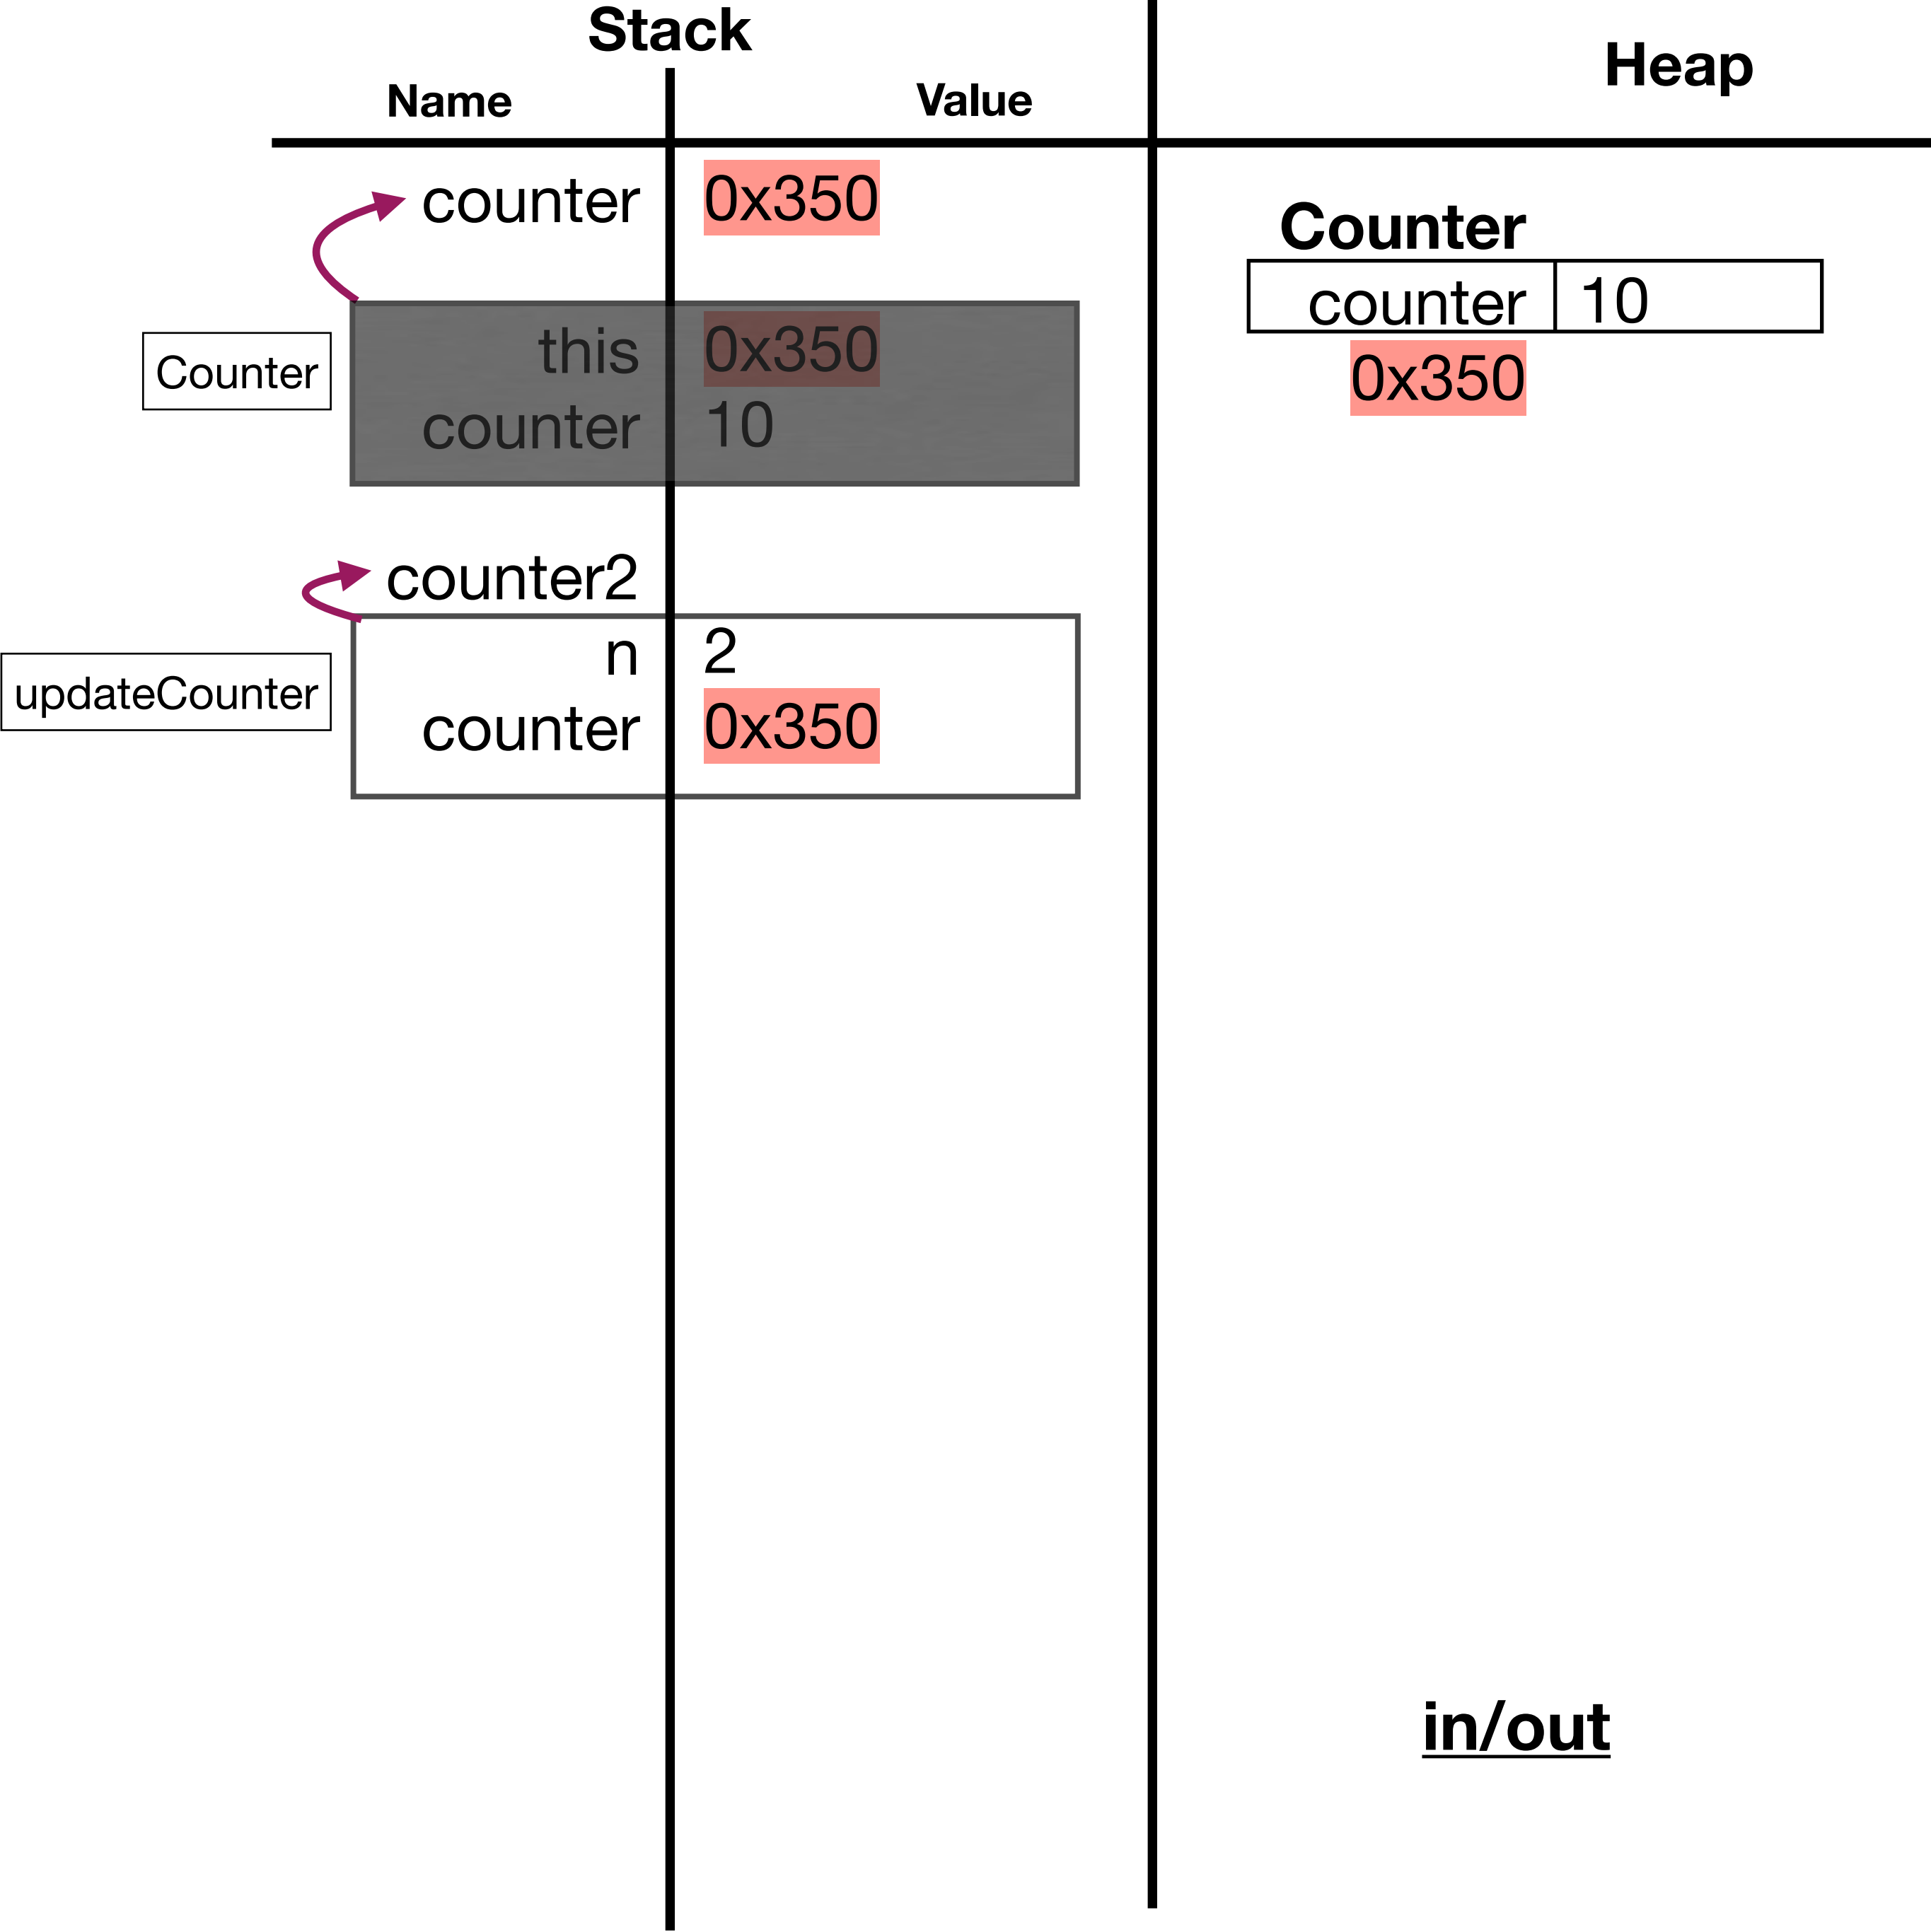 Stack
Heap
Name Value
counter 0x350
Counter
counter 10
0x350
Counter
this 0x350
counter 10
counter2
updateCounter
n 2
counter 0x350
in/out